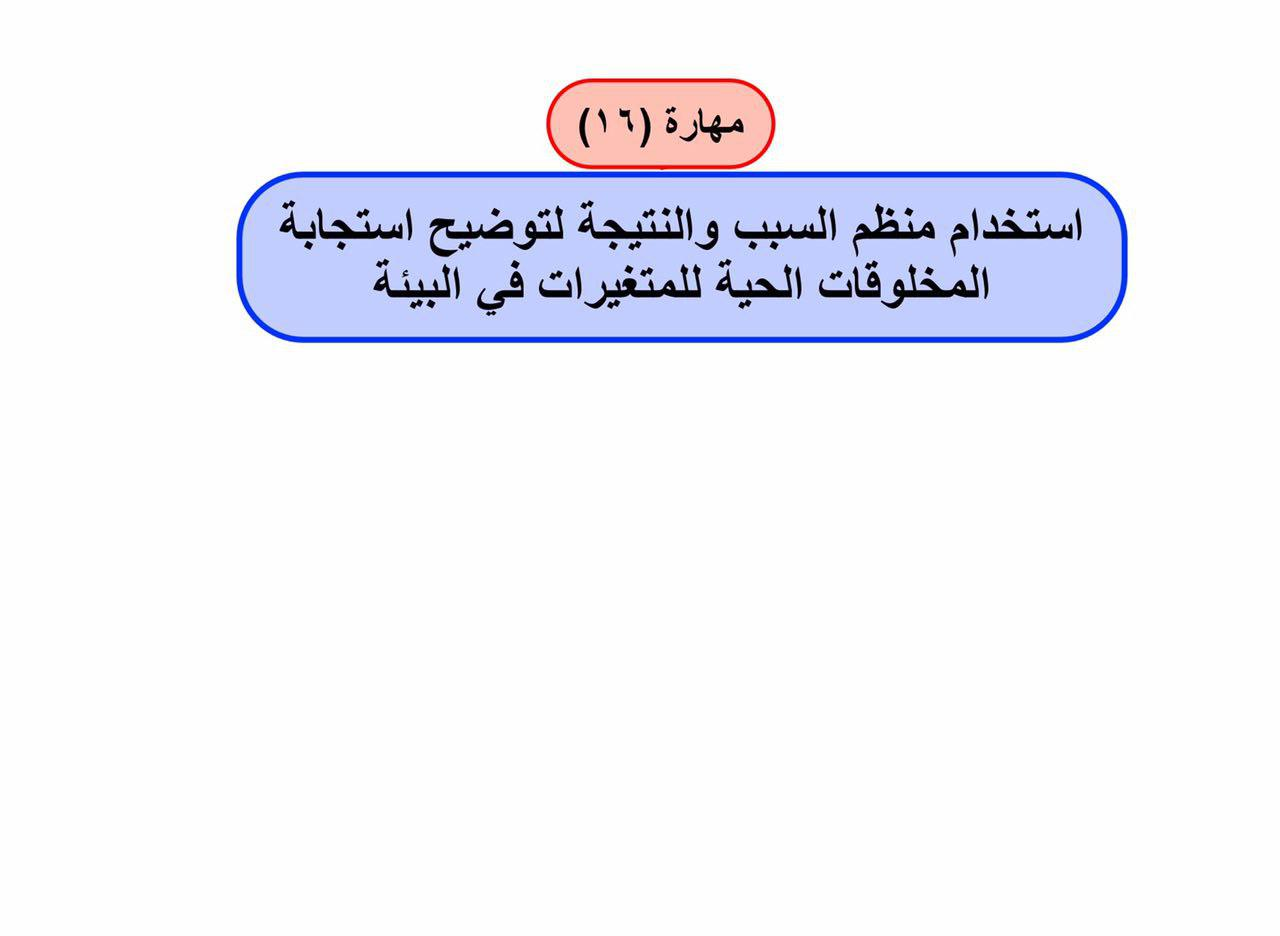 مهارة (١٦)
استخدام منظم السبب والنتيجة لتوضيح استجابة
المخلوقات الحية للمتغيرات في البيئة